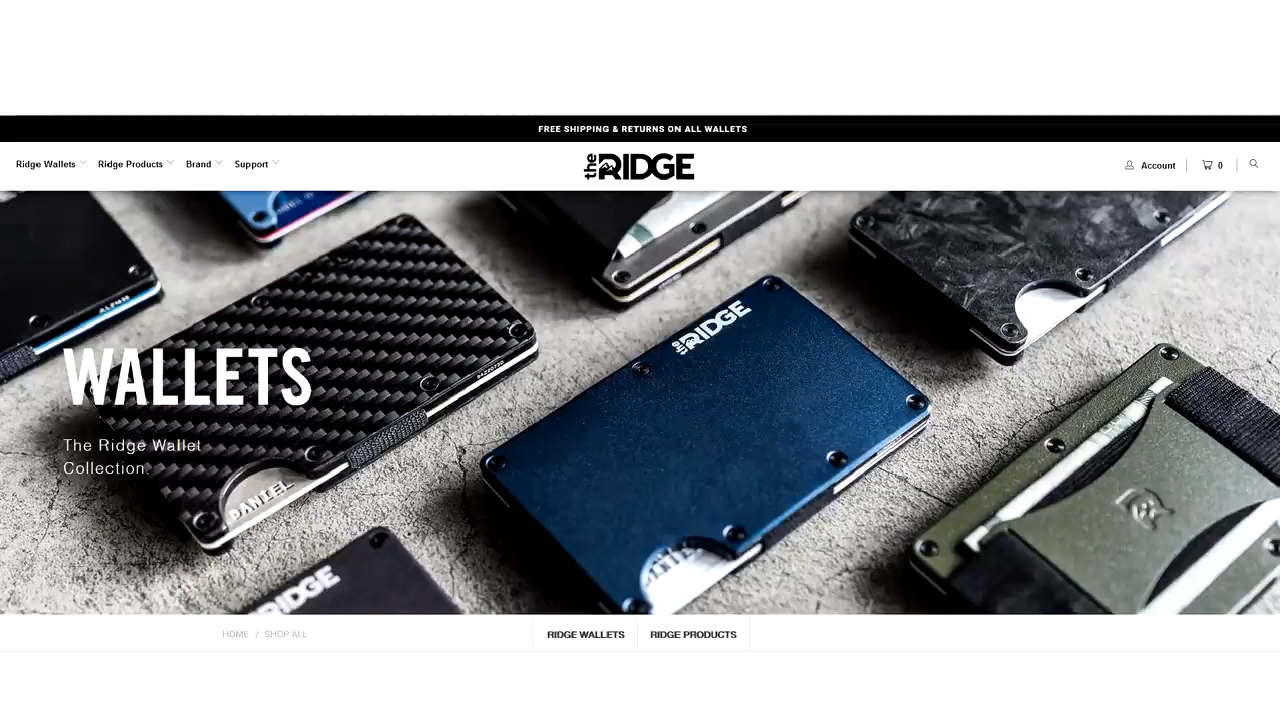 FREE SHIPPING & RETURNS ON ALL WALLETS
Ridge Wallets Ridge Products Brand Support
the RIDGE
Account 0
the RIDGE
WALLETS
The Ridge Wallet
Collection.
DANIEL
RIDGE
HOME / SHOP ALL
RIDGE WALLETS RIDGE PRODUCTS